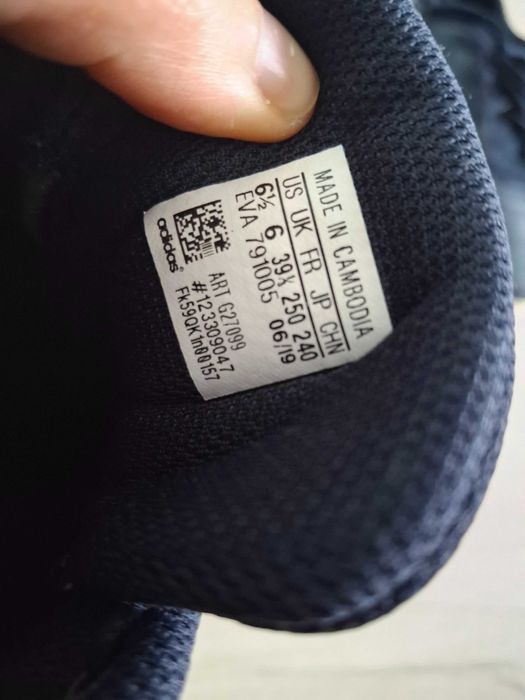 MADE IN CAMBODIA
US UK FR JP CHN
6½ 6 39⅓ 250 240
EVA 791005 06/19
ART G27099
#123309047
FK59QK1n00157
adidas